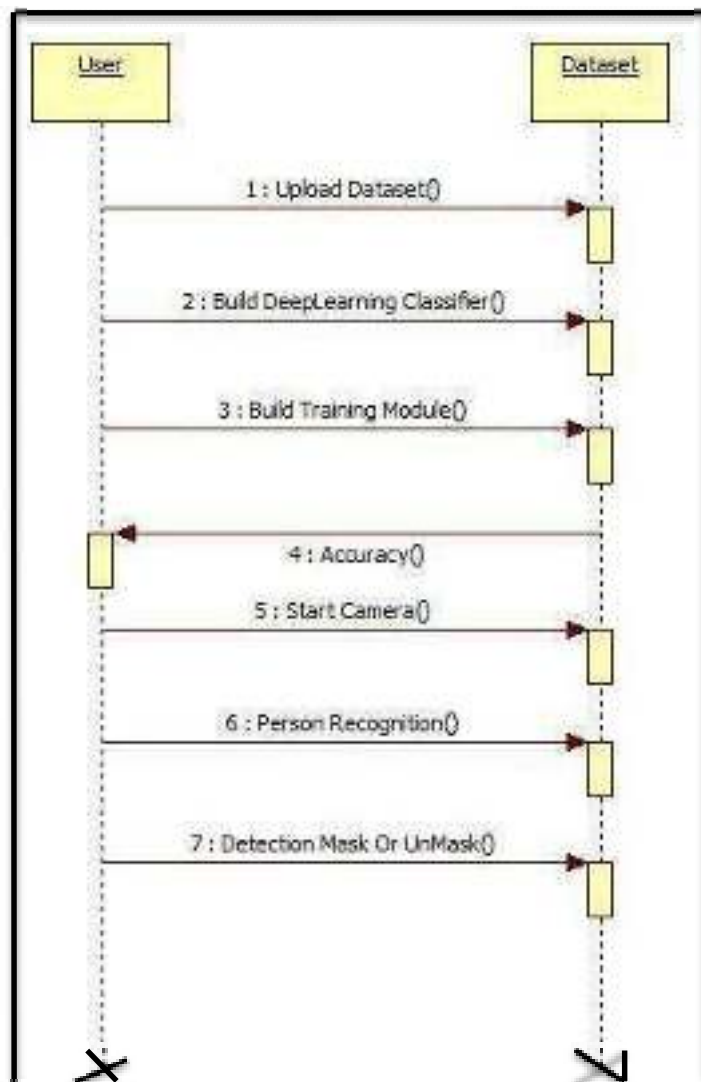 User
Dataset
1 : Upload Dataset()
2 : Build DeepLearning Classifier()
3 : Build Training Module()
4 : Accuracy()
5 : Start Camera()
6 : Person Recognition()
7 : Detection Mask Or UnMask()